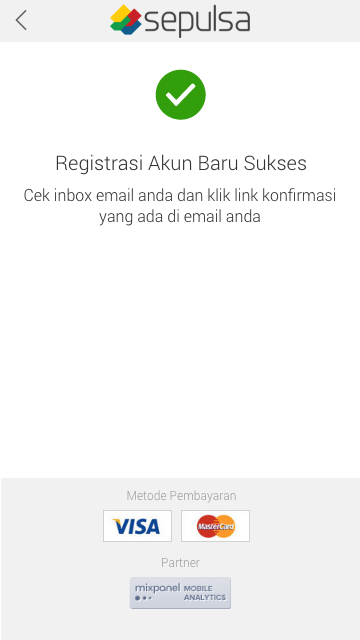 sepulsa
Registrasi Akun Baru Sukses
Cek inbox email anda dan klik link konfirmasi
yang ada di email anda
Metode Pembayaran
VISA MasterCard
Partner
mixpanel MOBILE
ANALYTICS